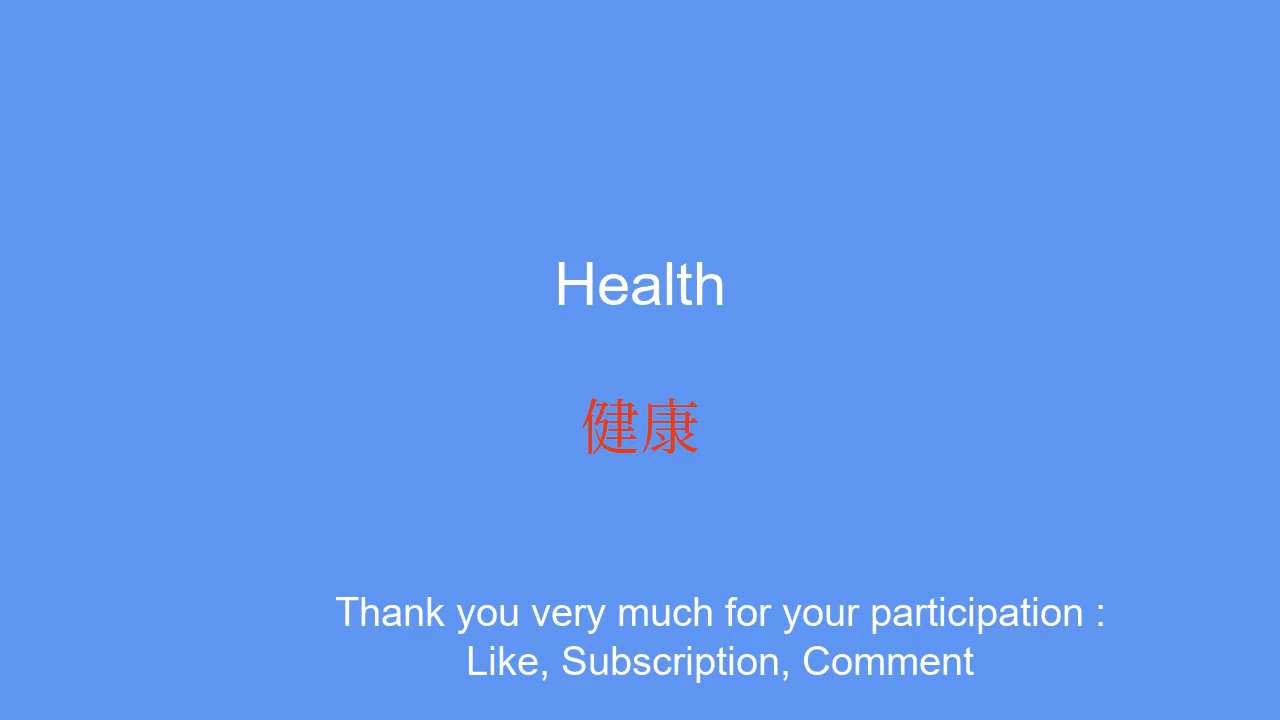 Health
健康
Thank you very much for your participation :
Like, Subscription, Comment